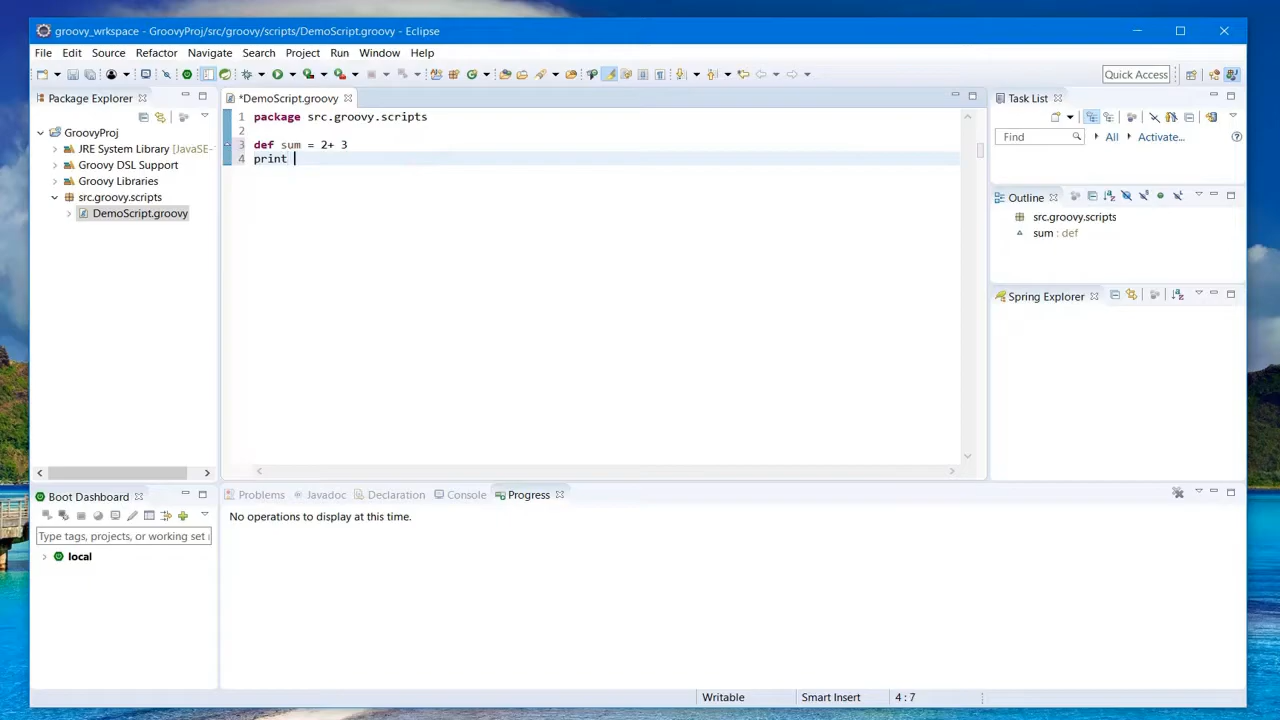 groovy_wrkspace - GroovyProj/src/groovy/scripts/DemoScript.groovy - Eclipse
File Edit Source Refactor Navigate Search Project Run Window Help
Quick Access
Package Explorer
*DemoScript.groovy
Task List
GroovyProj
JRE System Library [JavaSE-
Groovy DSL Support
Groovy Libraries
src.groovy.scripts
DemoScript.groovy
1 package src.groovy.scripts
2
3 def sum = 2+ 3
4 print
Find All Activate...
Outline
src.groovy.scripts
sum : def
Spring Explorer
Boot Dashboard
Type tags, projects, or working set i
local
Problems Javadoc Declaration Console Progress
No operations to display at this time.
Writable Smart Insert 4 : 7